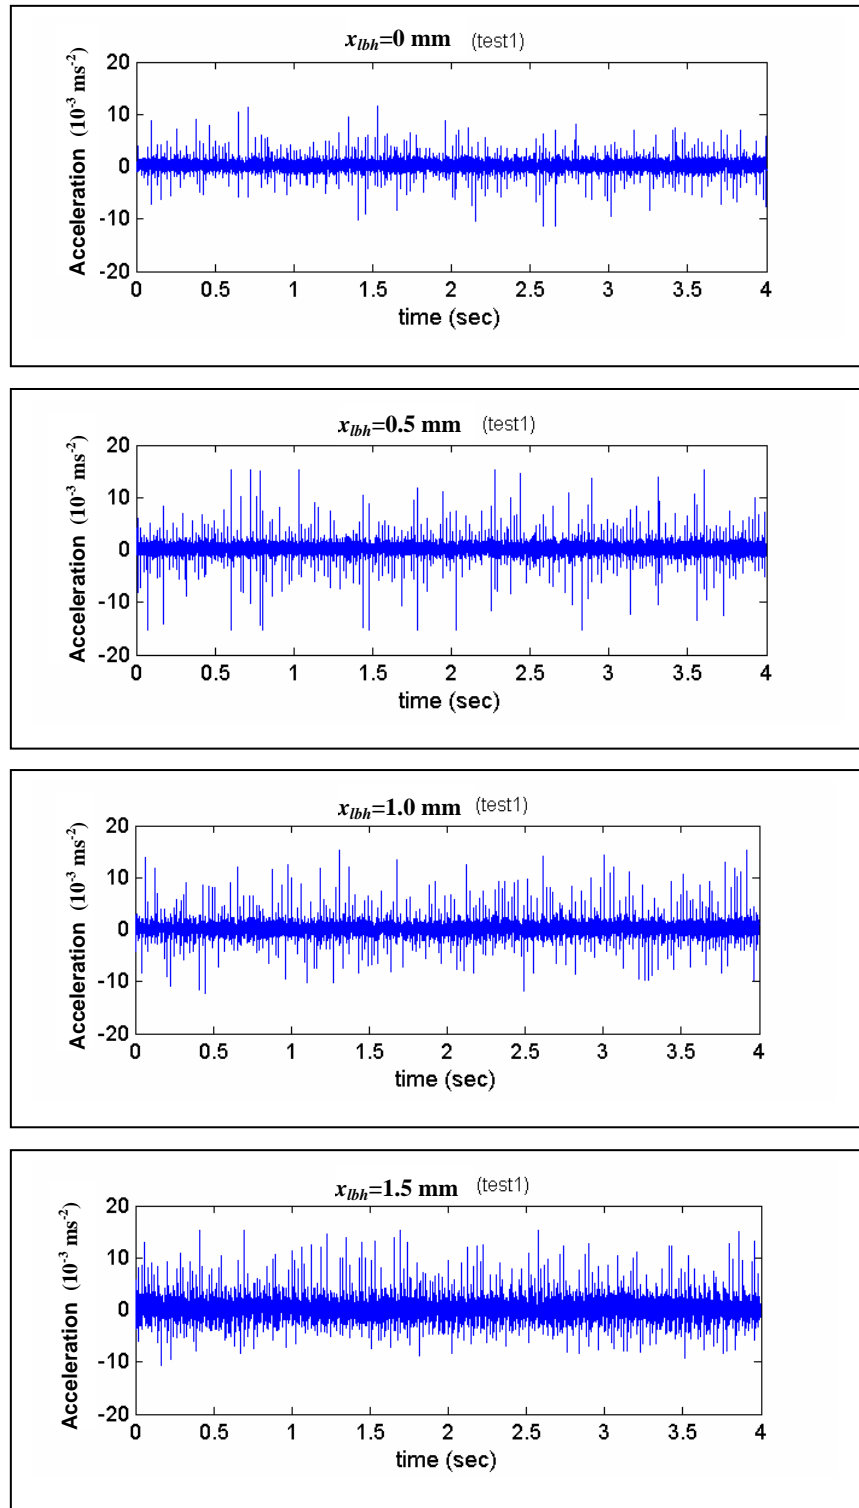 x_lbh=0 mm (test1)
20
10
0
-10
-20
Acceleration (10⁻³ ms⁻²)
0 0.5 1 1.5 2 2.5 3 3.5 4
time (sec)
x_lbh=0.5 mm (test1)
20
10
0
-10
-20
Acceleration (10⁻³ ms⁻²)
0 0.5 1 1.5 2 2.5 3 3.5 4
time (sec)
x_lbh=1.0 mm (test1)
20
10
0
-10
-20
Acceleration (10⁻³ ms⁻²)
0 0.5 1 1.5 2 2.5 3 3.5 4
time (sec)
x_lbh=1.5 mm (test1)
20
10
0
-10
-20
Acceleration (10⁻³ ms⁻²)
0 0.5 1 1.5 2 2.5 3 3.5 4
time (sec)